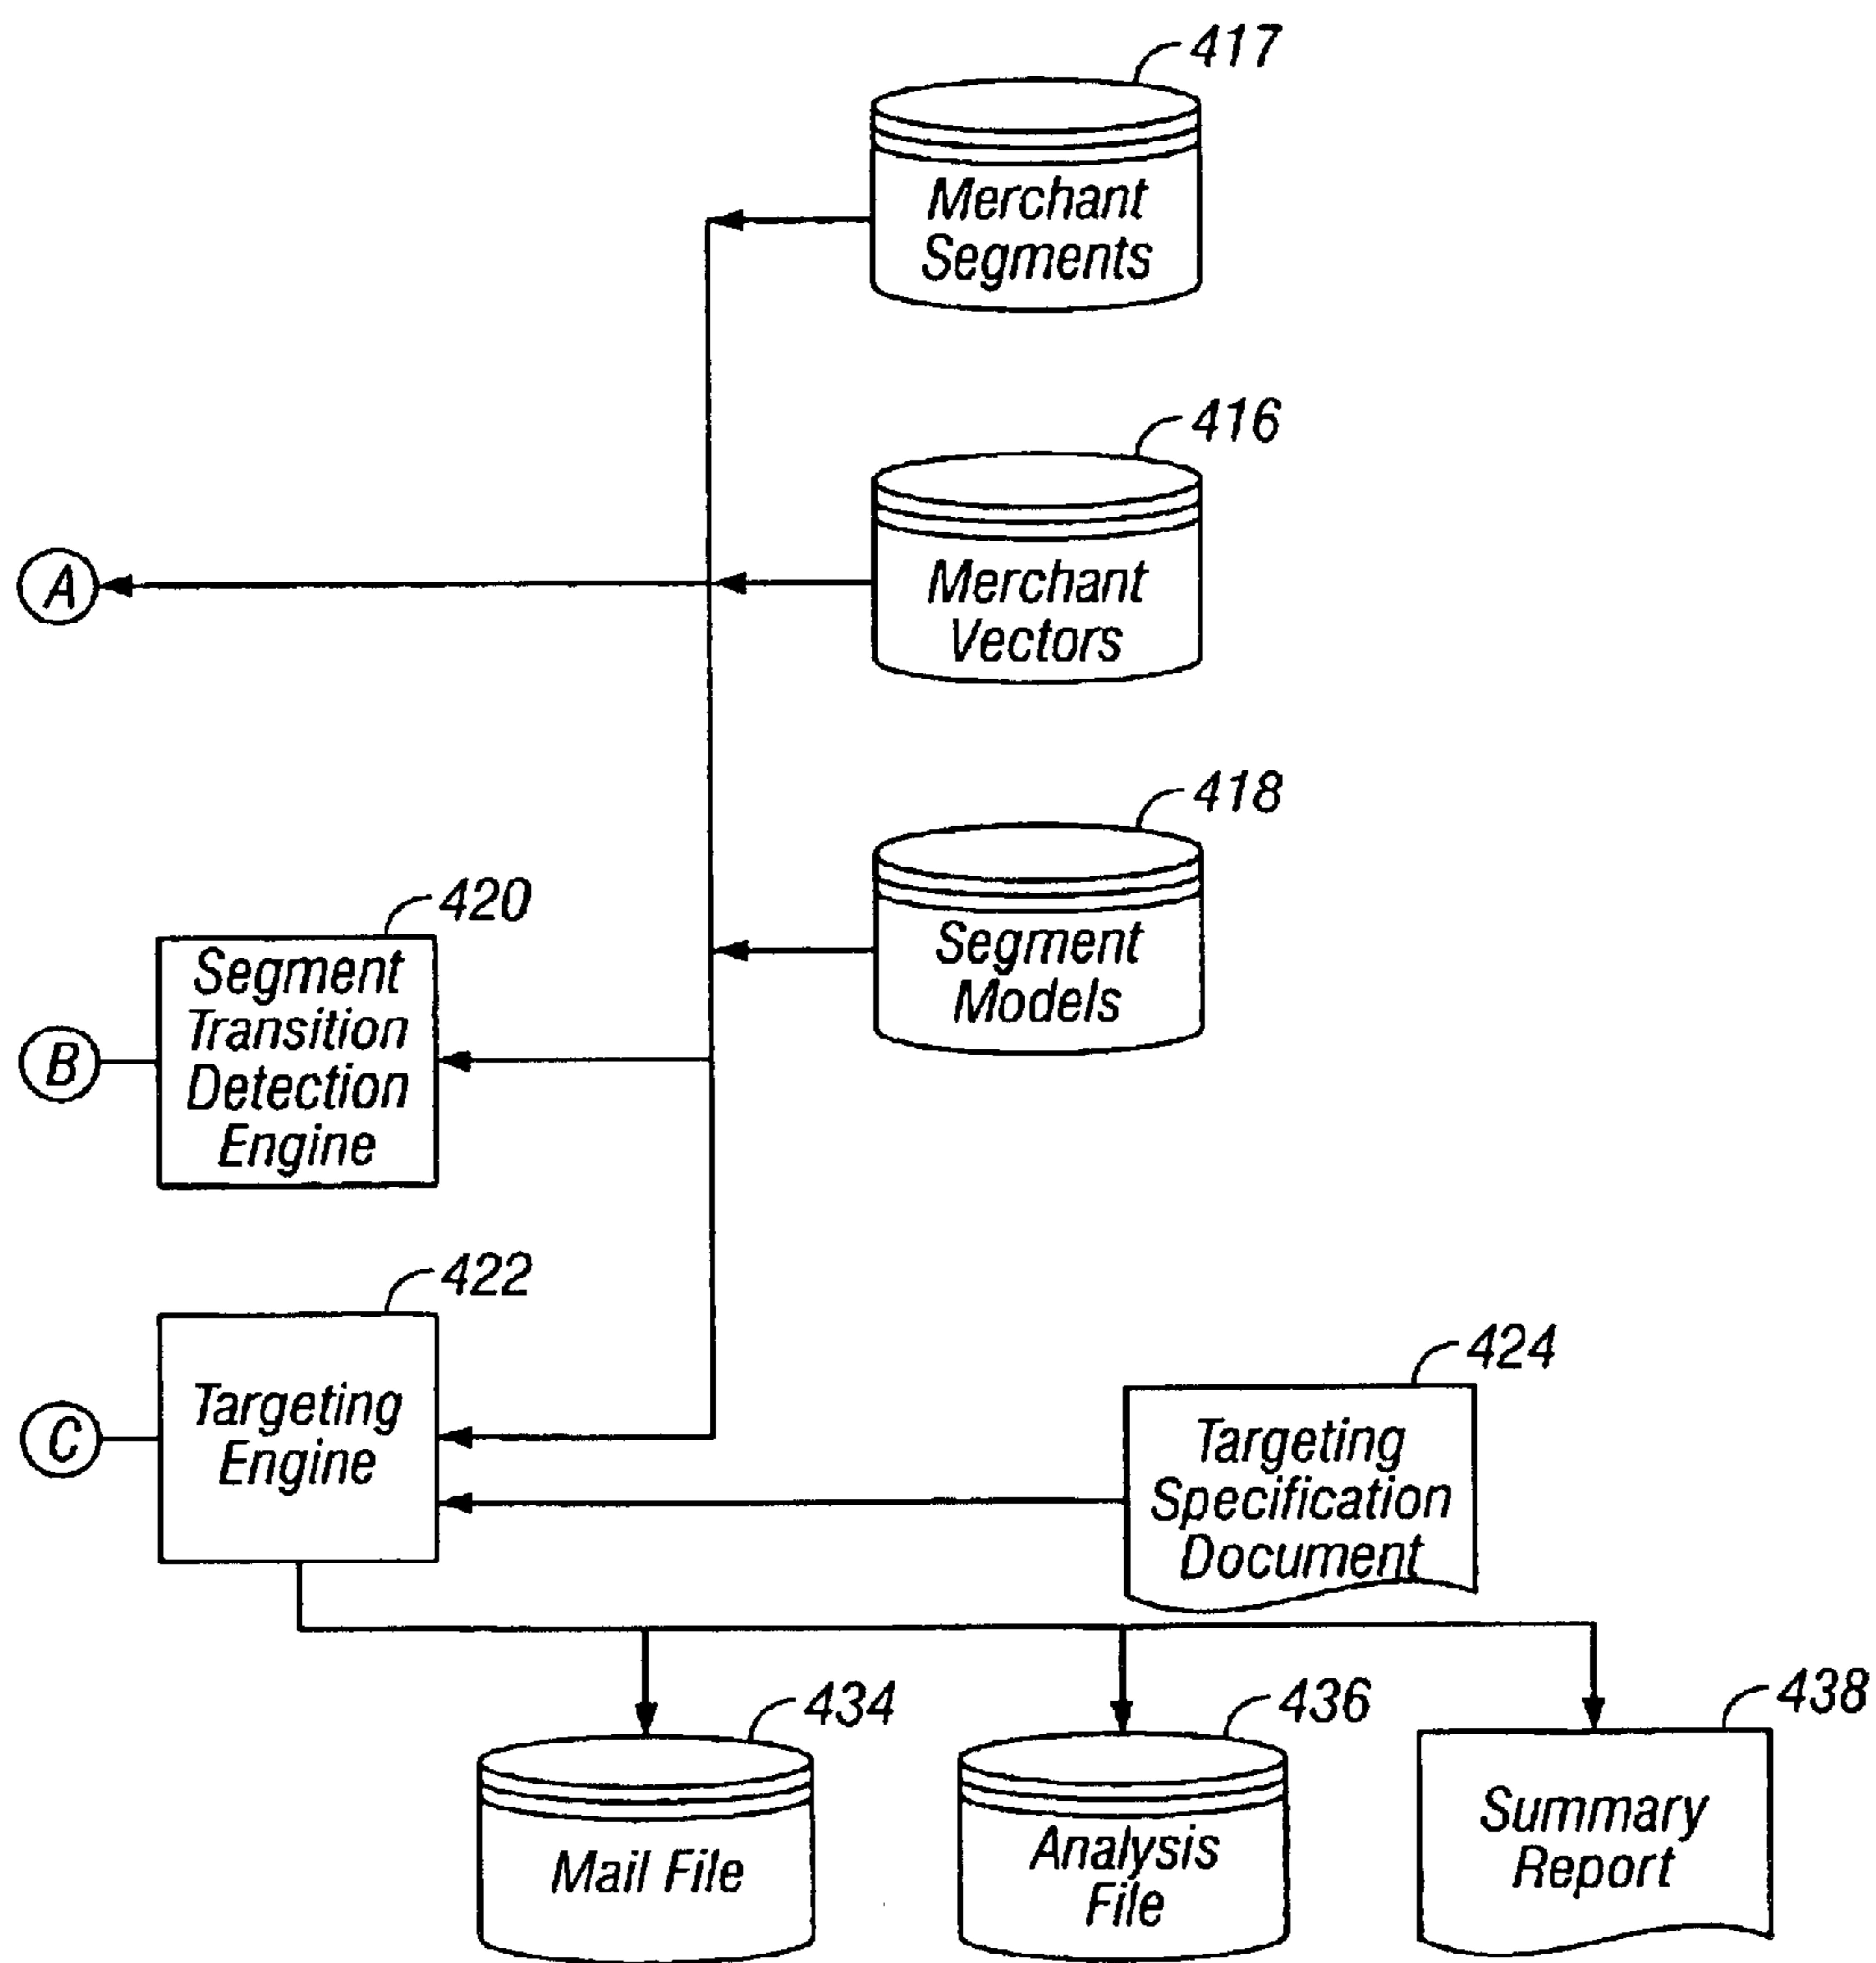 417
Merchant
Segments
416
Merchant
Vectors
A
418
Segment
Models
420
Segment
Transition
Detection
Engine
B
422
Targeting
Engine
C
424
Targeting
Specification
Document
434
Mail File
436
Analysis
File
438
Summary
Report